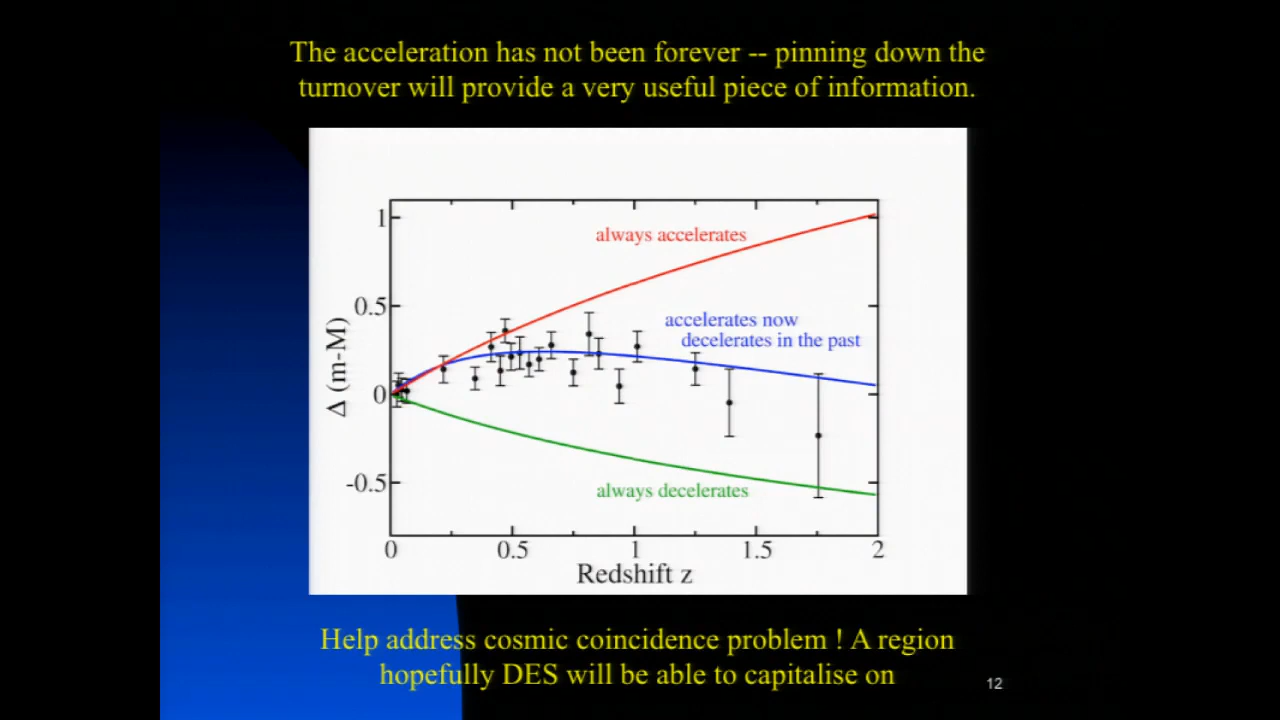 The acceleration has not been forever -- pinning down the
turnover will provide a very useful piece of information.
1
always accelerates
0.5
accelerates now
decelerates in the past
Δ (m-M)
0
-0.5
always decelerates
0 0.5 1 1.5 2
Redshift z
Help address cosmic coincidence problem ! A region
hopefully DES will be able to capitalise on
12